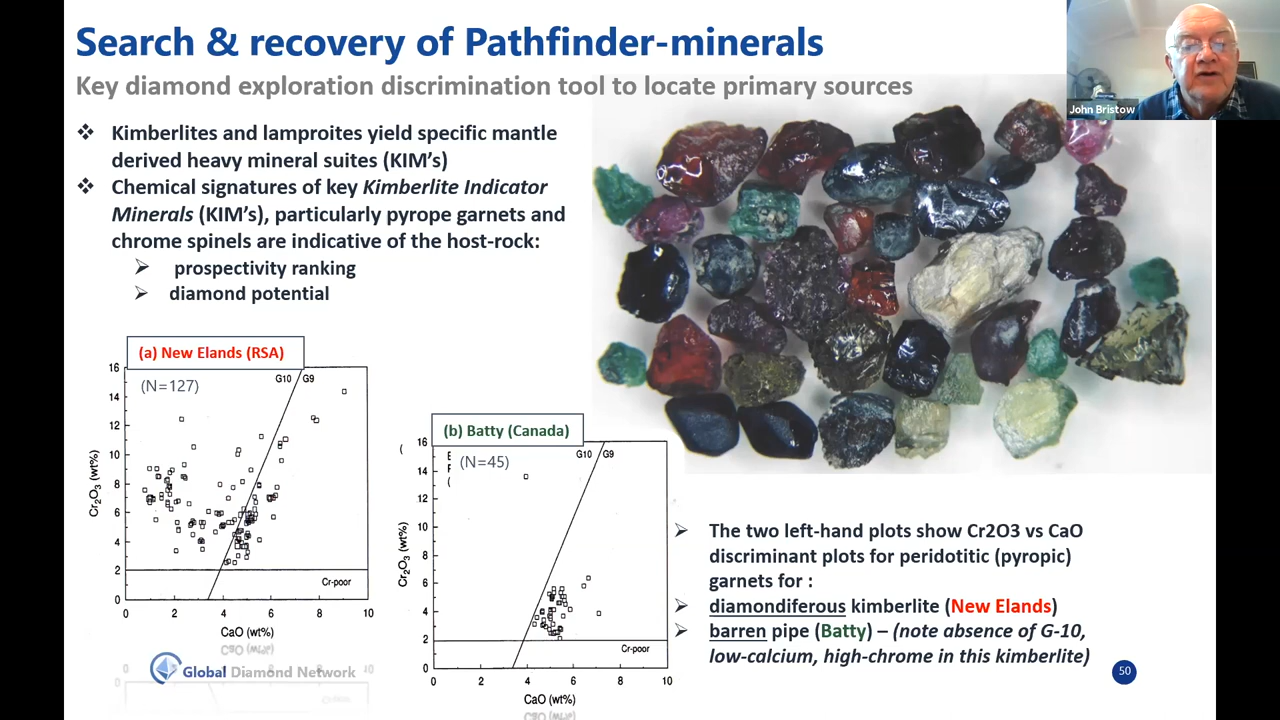 Search & recovery of Pathfinder-minerals
Key diamond exploration discrimination tool to locate primary sources
John Bristow
❖ Kimberlites and lamproites yield specific mantle
derived heavy mineral suites (KIM's)
❖ Chemical signatures of key Kimberlite Indicator
Minerals (KIM's), particularly pyrope garnets and
chrome spinels are indicative of the host-rock:
➢ prospectivity ranking
➢ diamond potential
(a) New Elands (RSA)
(N=127)
G10 G9
16
14
12
10
8
6
4
2
0
Cr₂O₃ (wt%)
Cr-poor
0 2 4 6 8 10
CaO (wt%)
(b) Batty (Canada)
(N=45)
G10 G9
16
14
12
10
8
6
4
2
0
Cr₂O₃ (wt%)
Cr-poor
0 2 4 6 8 10
CaO (wt%)
➢ The two left-hand plots show Cr2O3 vs CaO
discriminant plots for peridotitic (pyropic)
garnets for :
➢ diamondiferous kimberlite (New Elands)
➢ barren pipe (Batty) – (note absence of G-10,
low-calcium, high-chrome in this kimberlite)
Global Diamond Network
50